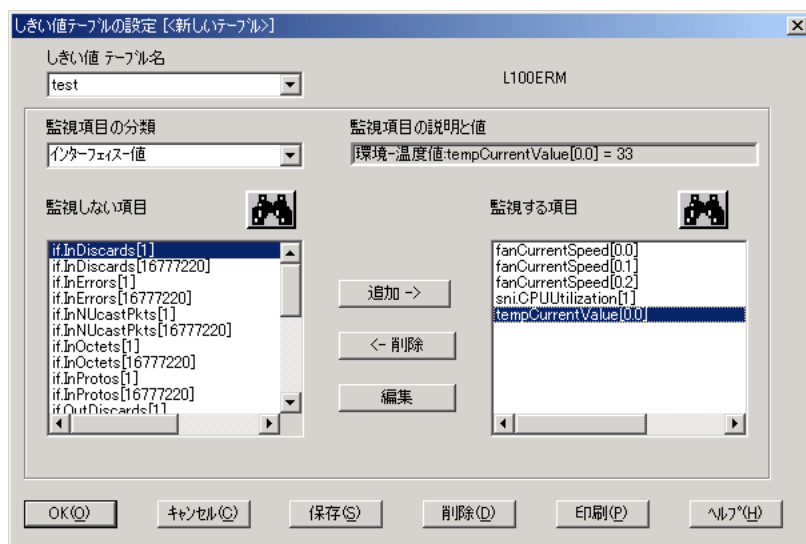 しきい値テーブルの設定 [<新しいテーブル>]
しきい値 テーブル名
test
L100ERM
監視項目の分類
監視項目の説明と値
インターフェイス-値
環境-温度値:tempCurrentValue[0.0] = 33
監視しない項目
監視する項目
if.InDiscards[1]
if.InDiscards[16777220]
if.InErrors[1]
if.InErrors[16777220]
if.InNUcastPkts[1]
if.InNUcastPkts[16777220]
if.InOctets[1]
if.InOctets[16777220]
if.InProtos[1]
if.InProtos[16777220]
if.OutDiscards[1]
追加 ->
<- 削除
編集
fanCurrentSpeed[0.0]
fanCurrentSpeed[0.1]
fanCurrentSpeed[0.2]
sni.CPUUtilization[1]
tempCurrentValue[0.0]
OK(O)
キャンセル(C)
保存(S)
削除(D)
印刷(P)
ヘルプ(H)